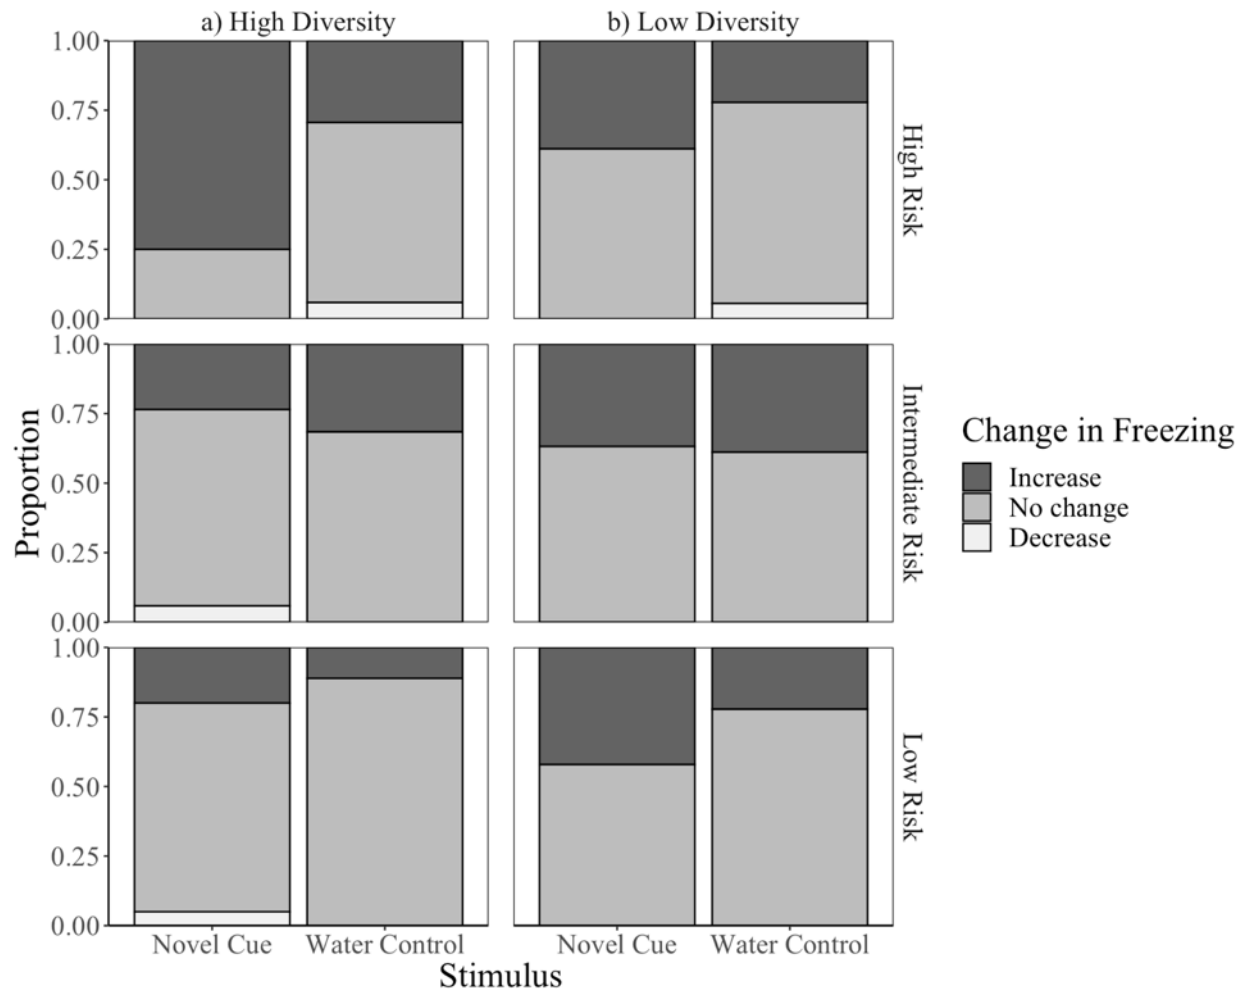 a) High Diversity
b) Low Diversity
1.00
0.75
0.50
0.25
0.00
High Risk
1.00
0.75
0.50
0.25
0.00
Intermediate Risk
1.00
0.75
0.50
0.25
0.00
Low Risk
Proportion
Novel Cue
Water Control
Novel Cue
Water Control
Stimulus
Change in Freezing
Increase
No change
Decrease